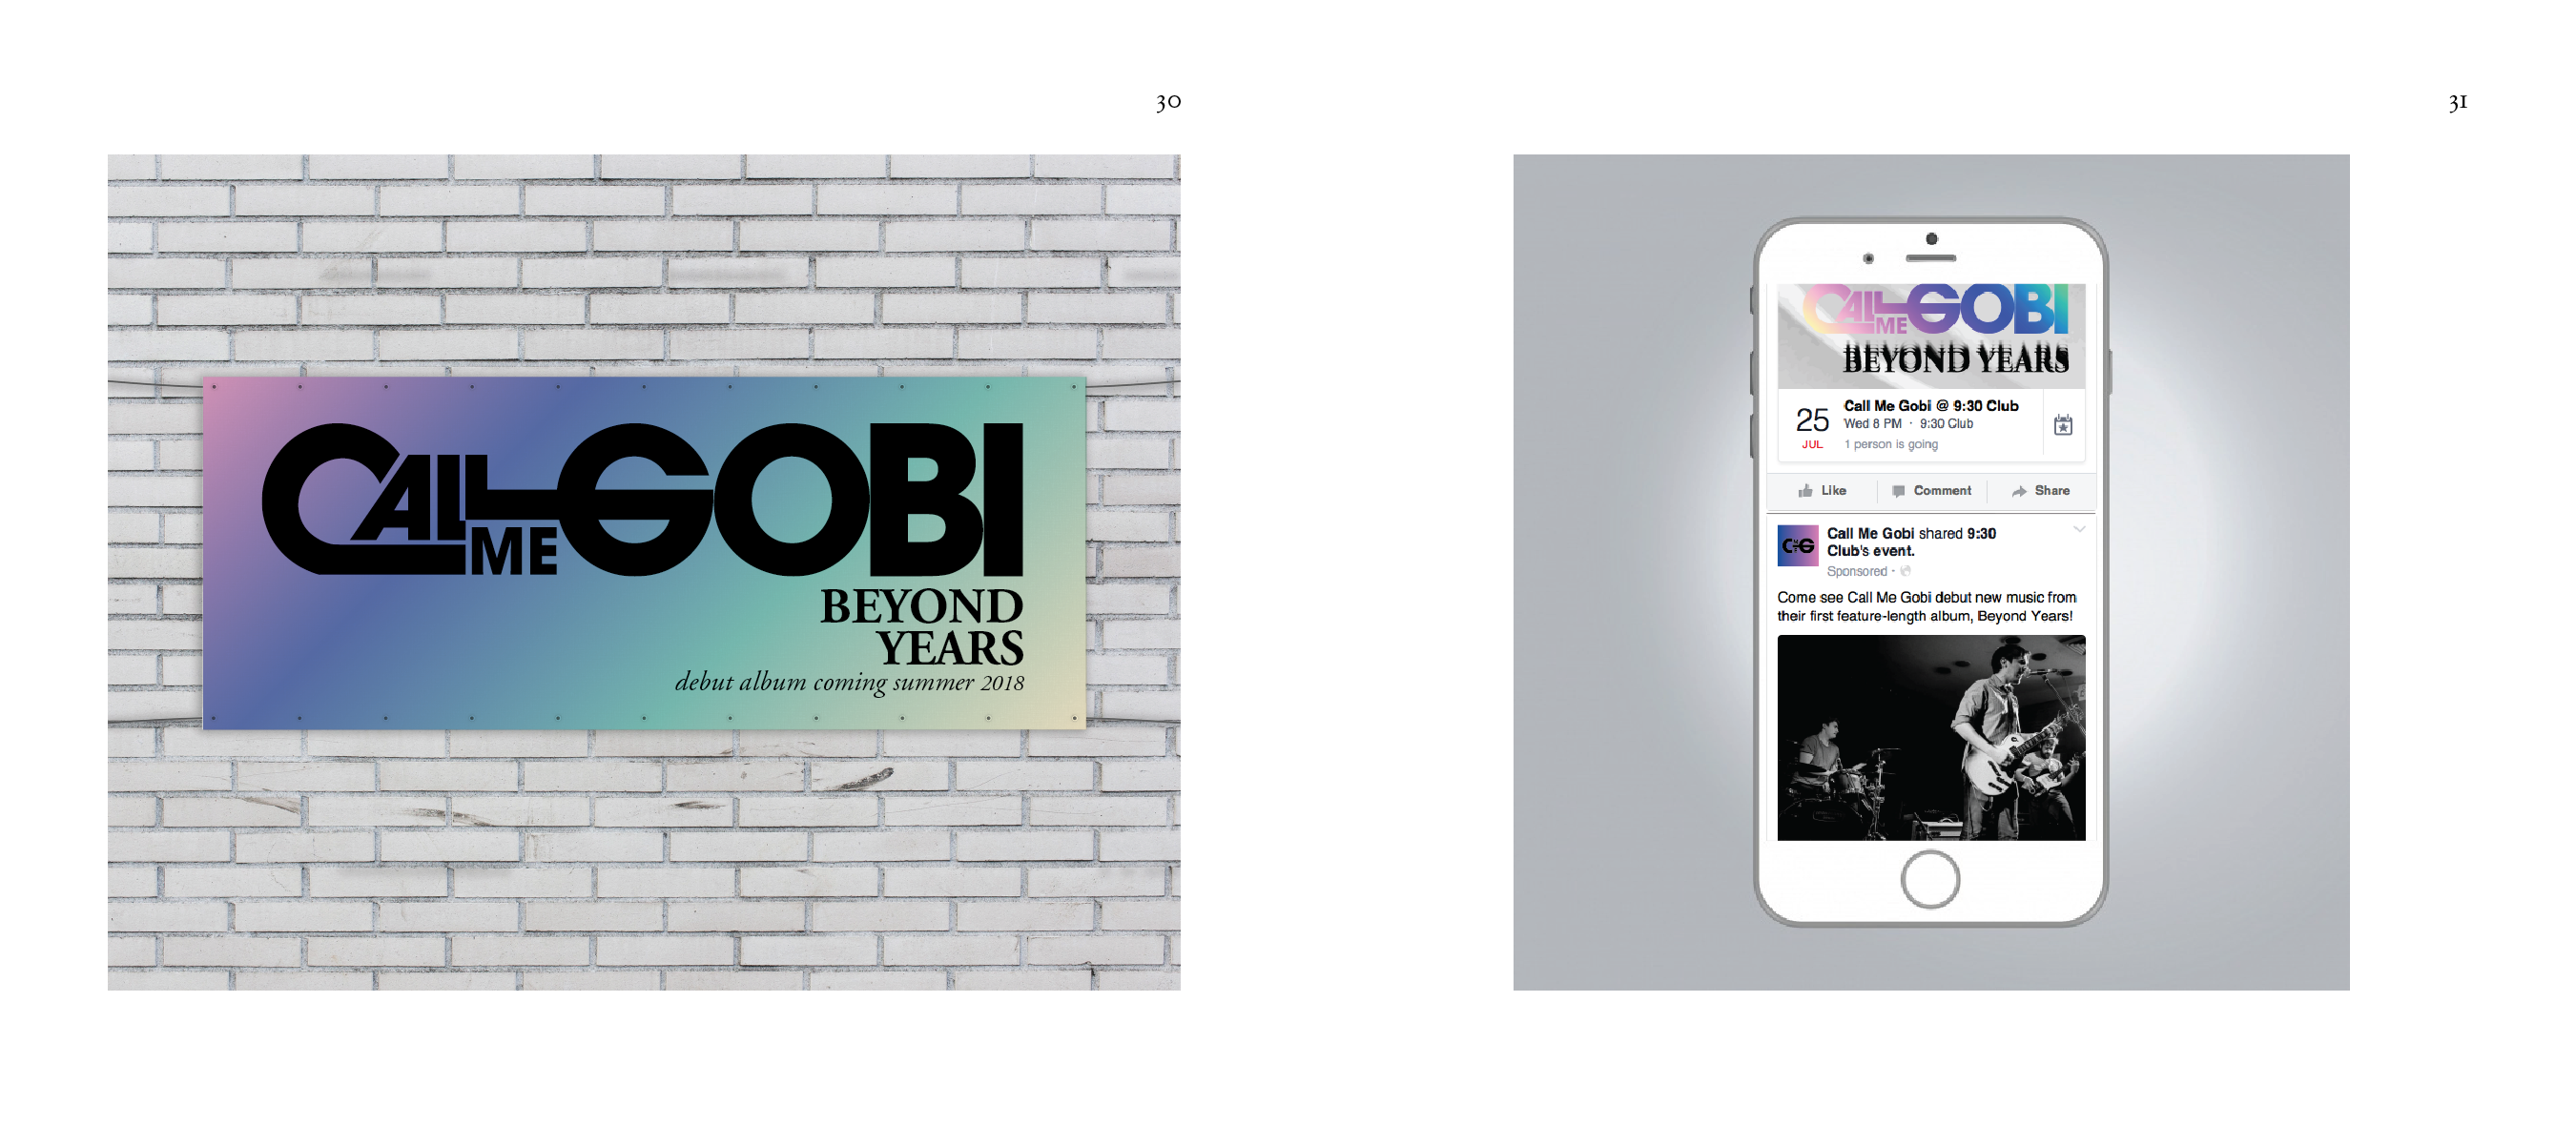 30
CALL ME GOBI
BEYOND
YEARS
debut album coming summer 2018
31
CALL ME GOBI
BEYOND YEARS
25
JUL
Call Me Gobi @ 9:30 Club
Wed 8 PM · 9:30 Club
1 person is going
Like
Comment
Share
CMEG
Call Me Gobi shared 9:30
Club's event.
Sponsored ·
Come see Call Me Gobi debut new music from
their first feature-length album, Beyond Years!